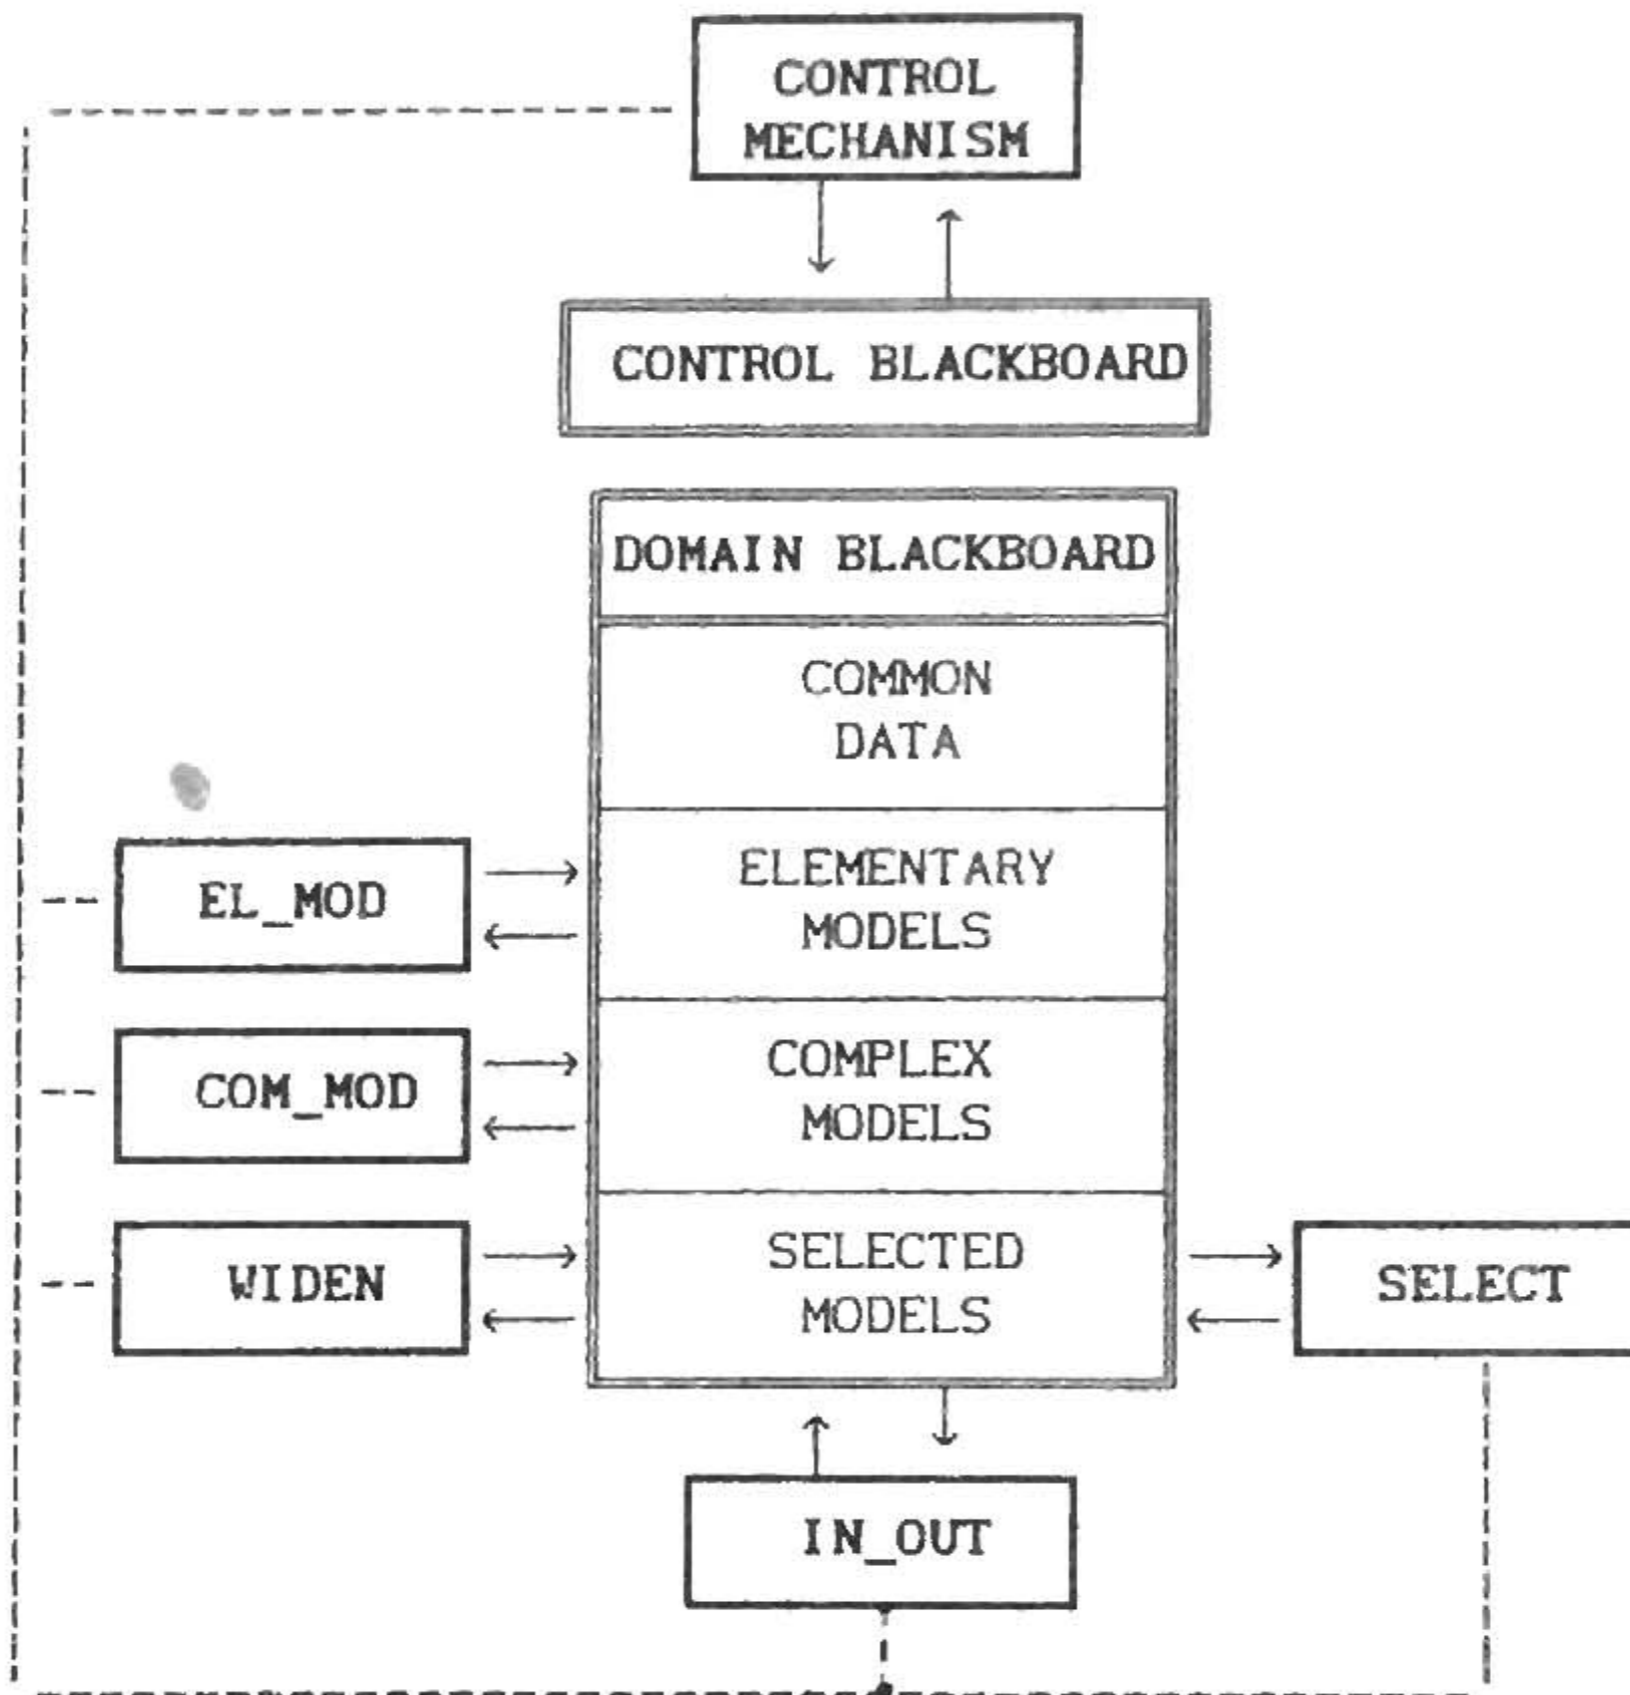 CONTROL
MECHANISM
CONTROL BLACKBOARD
DOMAIN BLACKBOARD
COMMON
DATA
EL_MOD
ELEMENTARY
MODELS
COM_MOD
COMPLEX
MODELS
WIDEN
SELECTED
MODELS
SELECT
IN_OUT